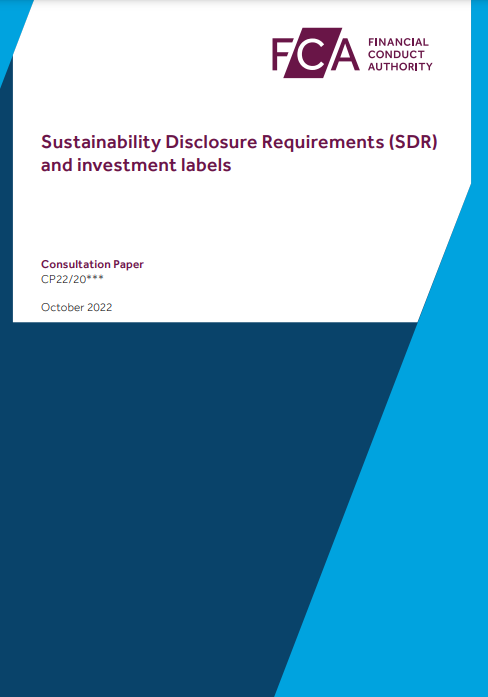 FCA
FINANCIAL
CONDUCT
AUTHORITY
Sustainability Disclosure Requirements (SDR)
and investment labels
Consultation Paper
CP22/20***
October 2022